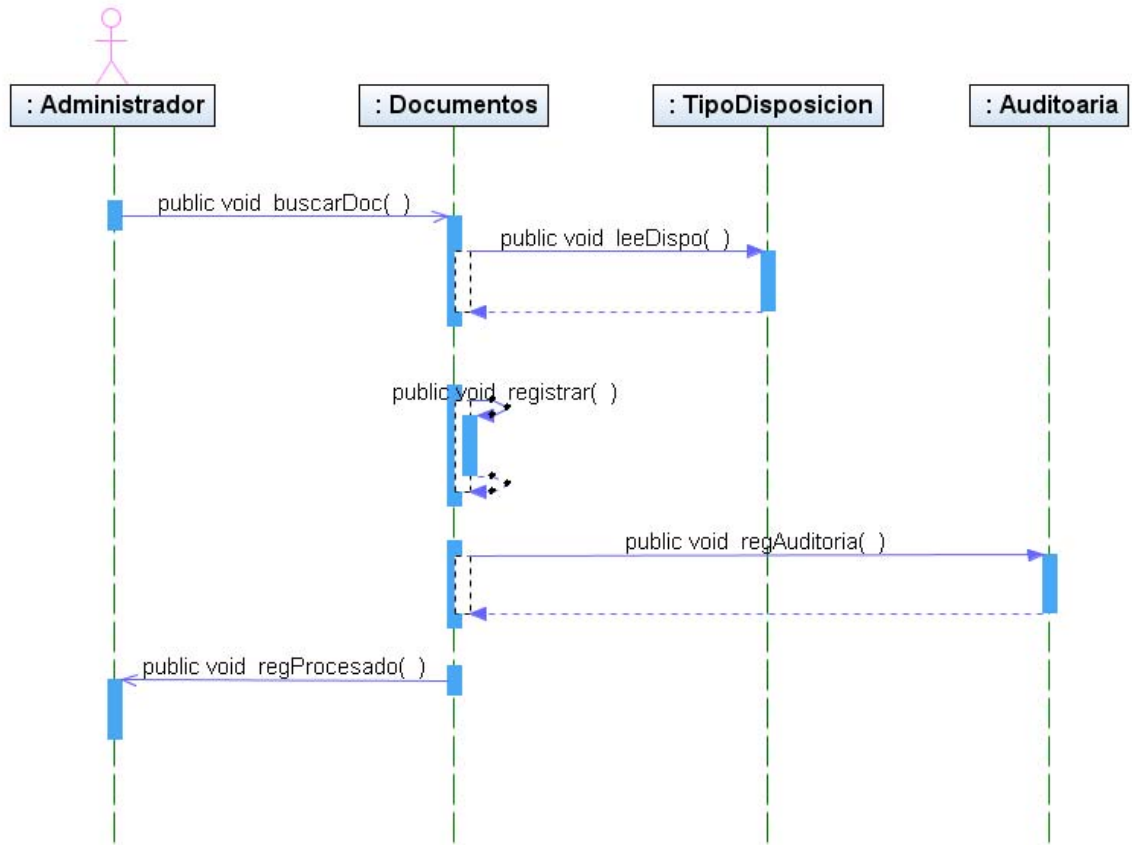 : Administrador
: Documentos
: TipoDisposicion
: Auditoaria
public void buscarDoc( )
public void leeDispo( )
public void registrar( )
public void regAuditoria( )
public void regProcesado( )